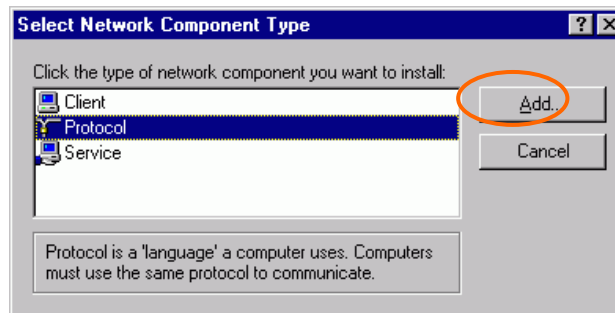 Select Network Component Type
Click the type of network component you want to install:
Client
Add..
Protocol
Service
Cancel
Protocol is a 'language' a computer uses. Computers
must use the same protocol to communicate.